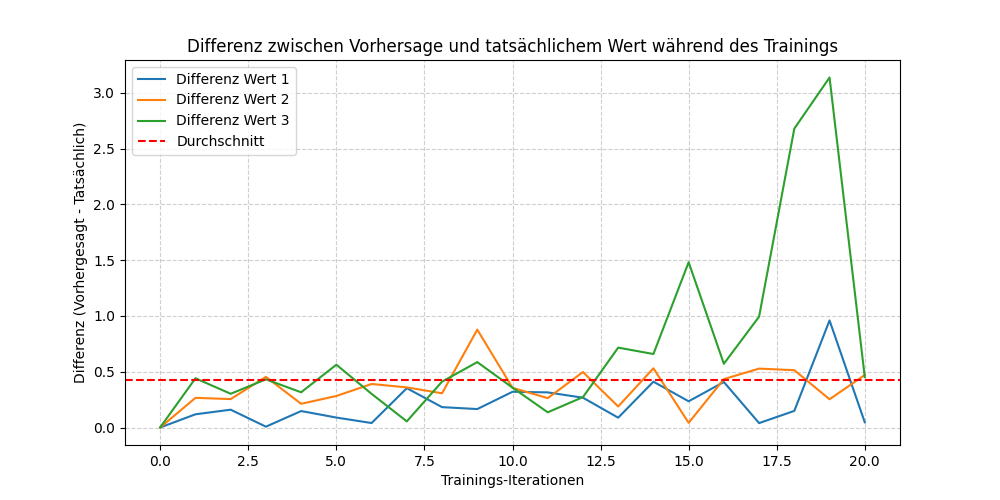 Differenz zwischen Vorhersage und tatsächlichem Wert während des Trainings
Differenz Wert 1
Differenz Wert 2
Differenz Wert 3
Durchschnitt
Differenz (Vorhergesagt - Tatsächlich)
3.0
2.5
2.0
1.5
1.0
0.5
0.0
0.0 2.5 5.0 7.5 10.0 12.5 15.0 17.5 20.0
Trainings-Iterationen